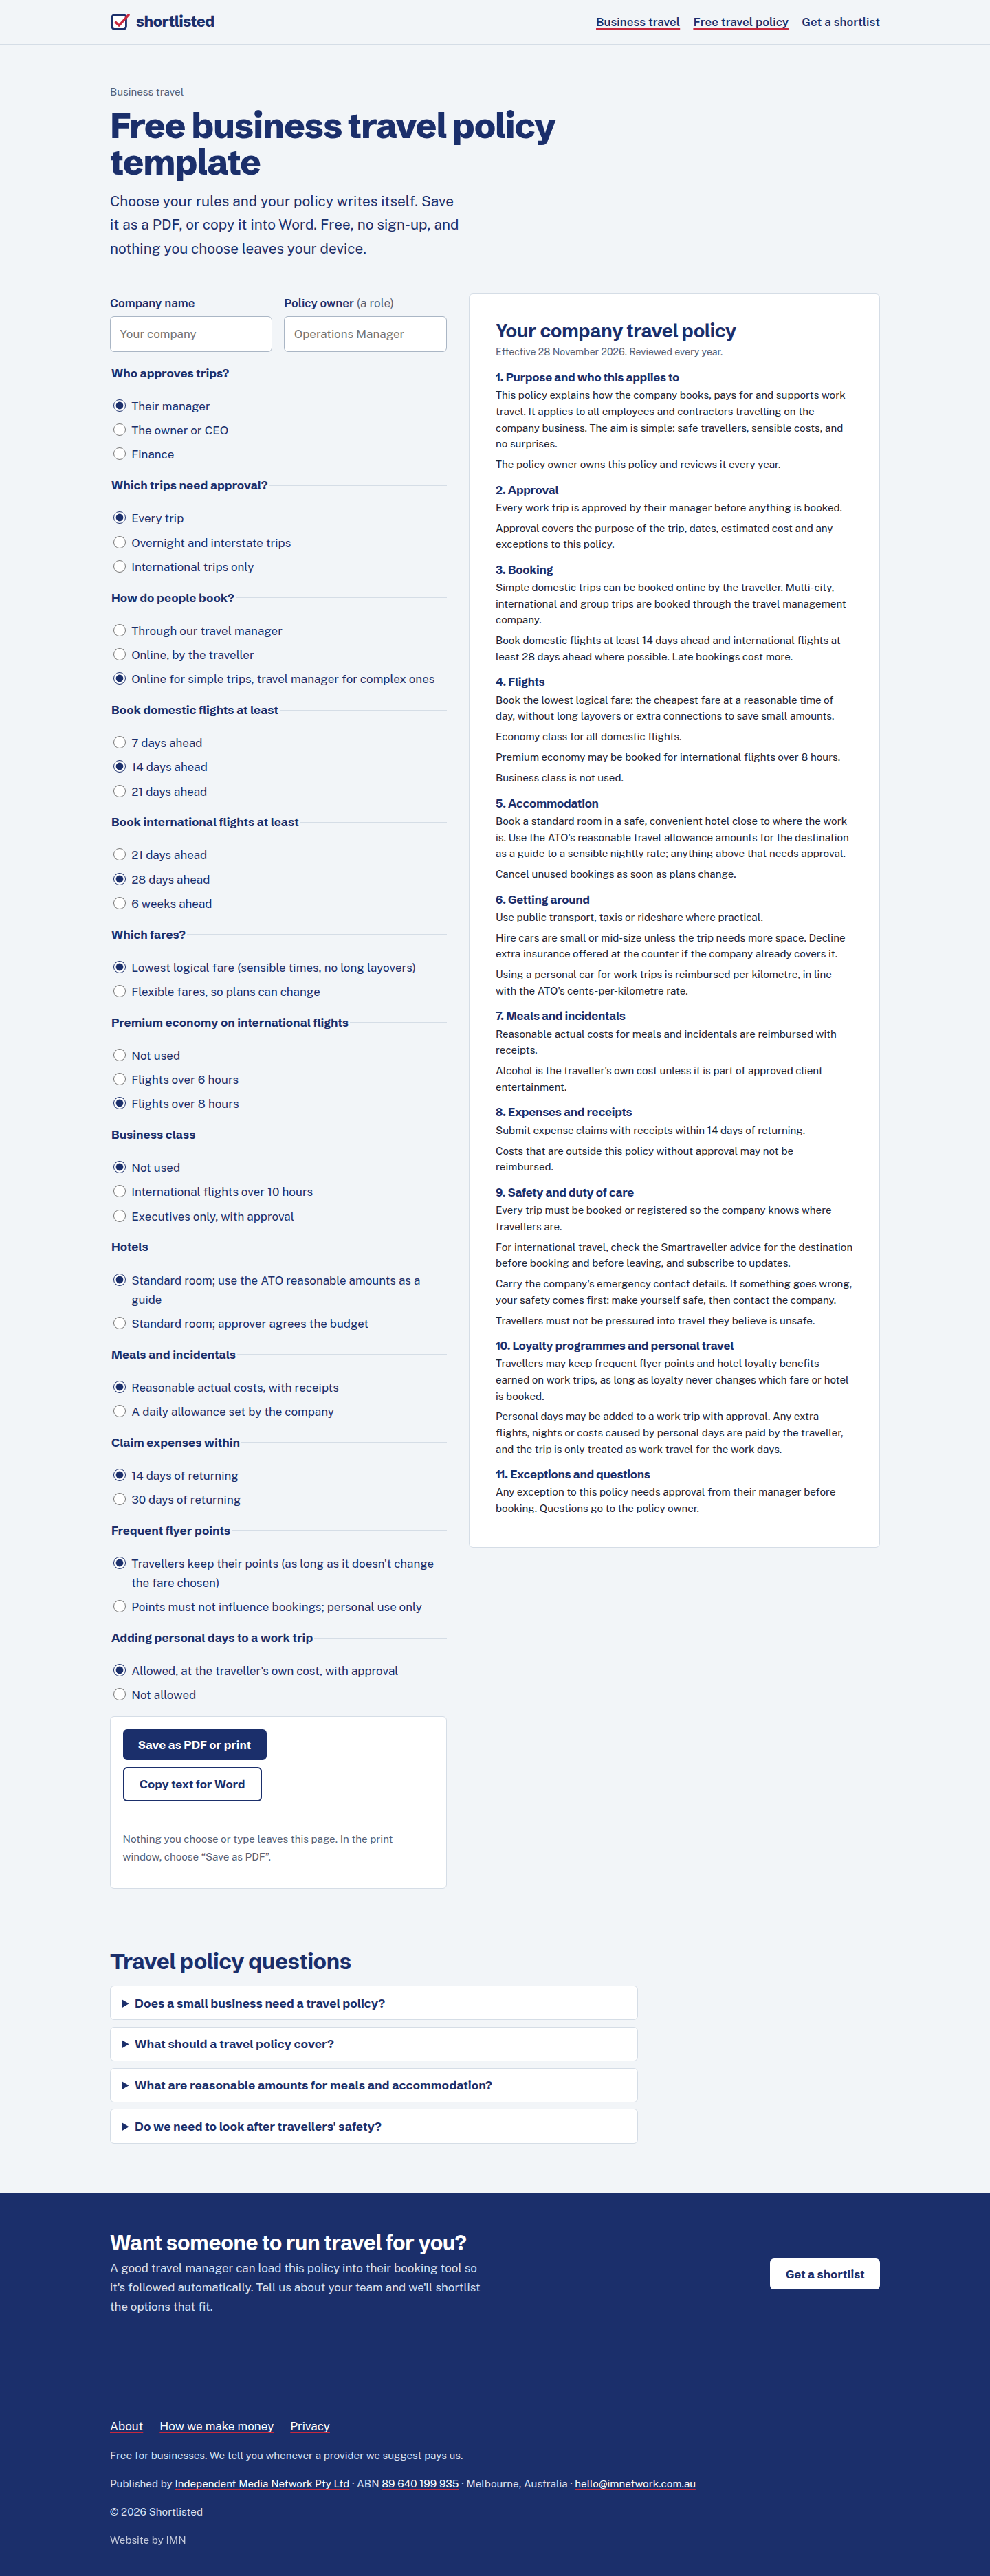 shortlisted
Business travel Free travel policy Get a shortlist
Business travel
Free business travel policy
template
Choose your rules and your policy writes itself. Save
it as a PDF, or copy it into Word. Free, no sign-up, and
nothing you choose leaves your device.
Company name
Policy owner (a role)
Your company
Operations Manager
Who approves trips?
Their manager
The owner or CEO
Finance
Which trips need approval?
Every trip
Overnight and interstate trips
International trips only
How do people book?
Through our travel manager
Online, by the traveller
Online for simple trips, travel manager for complex ones
Book domestic flights at least
7 days ahead
14 days ahead
21 days ahead
Book international flights at least
21 days ahead
28 days ahead
6 weeks ahead
Which fares?
Lowest logical fare (sensible times, no long layovers)
Flexible fares, so plans can change
Premium economy on international flights
Not used
Flights over 6 hours
Flights over 8 hours
Business class
Not used
International flights over 10 hours
Executives only, with approval
Hotels
Standard room; use the ATO reasonable amounts as a
guide
Standard room; approver agrees the budget
Meals and incidentals
Reasonable actual costs, with receipts
A daily allowance set by the company
Claim expenses within
14 days of returning
30 days of returning
Frequent flyer points
Travellers keep their points (as long as it doesn't change
the fare chosen)
Points must not influence bookings; personal use only
Adding personal days to a work trip
Allowed, at the traveller's own cost, with approval
Not allowed
Save as PDF or print
Copy text for Word
Nothing you choose or type leaves this page. In the print
window, choose “Save as PDF”.
Your company travel policy
Effective 28 November 2026. Reviewed every year.
1. Purpose and who this applies to
This policy explains how the company books, pays for and supports work
travel. It applies to all employees and contractors travelling on the
company business. The aim is simple: safe travellers, sensible costs, and
no surprises.
The policy owner owns this policy and reviews it every year.
2. Approval
Every work trip is approved by their manager before anything is booked.
Approval covers the purpose of the trip, dates, estimated cost and any
exceptions to this policy.
3. Booking
Simple domestic trips can be booked online by the traveller. Multi-city,
international and group trips are booked through the travel management
company.
Book domestic flights at least 14 days ahead and international flights at
least 28 days ahead where possible. Late bookings cost more.
4. Flights
Book the lowest logical fare: the cheapest fare at a reasonable time of
day, without long layovers or extra connections to save small amounts.
Economy class for all domestic flights.
Premium economy may be booked for international flights over 8 hours.
Business class is not used.
5. Accommodation
Book a standard room in a safe, convenient hotel close to where the work
is. Use the ATO's reasonable travel allowance amounts for the destination
as a guide to a sensible nightly rate; anything above that needs approval.
Cancel unused bookings as soon as plans change.
6. Getting around
Use public transport, taxis or rideshare where practical.
Hire cars are small or mid-size unless the trip needs more space. Decline
extra insurance offered at the counter if the company already covers it.
Using a personal car for work trips is reimbursed per kilometre, in line
with the ATO's cents-per-kilometre rate.
7. Meals and incidentals
Reasonable actual costs for meals and incidentals are reimbursed with
receipts.
Alcohol is the traveller's own cost unless it is part of approved client
entertainment.
8. Expenses and receipts
Submit expense claims with receipts within 14 days of returning.
Costs that are outside this policy without approval may not be
reimbursed.
9. Safety and duty of care
Every trip must be booked or registered so the company knows where
travellers are.
For international travel, check the Smartraveller advice for the destination
before booking and before leaving, and subscribe to updates.
Carry the company's emergency contact details. If something goes wrong,
your safety comes first: make yourself safe, then contact the company.
Travellers must not be pressured into travel they believe is unsafe.
10. Loyalty programmes and personal travel
Travellers may keep frequent flyer points and hotel loyalty benefits
earned on work trips, as long as loyalty never changes which fare or hotel
is booked.
Personal days may be added to a work trip with approval. Any extra
flights, nights or costs caused by personal days are paid by the traveller,
and the trip is only treated as work travel for the work days.
11. Exceptions and questions
Any exception to this policy needs approval from their manager before
booking. Questions go to the policy owner.
Travel policy questions
Does a small business need a travel policy?
What should a travel policy cover?
What are reasonable amounts for meals and accommodation?
Do we need to look after travellers' safety?
Want someone to run travel for you?
A good travel manager can load this policy into their booking tool so
it's followed automatically. Tell us about your team and we'll shortlist
the options that fit.
Get a shortlist
About How we make money Privacy
Free for businesses. We tell you whenever a provider we suggest pays us.
Published by Independent Media Network Pty Ltd · ABN 89 640 199 935 · Melbourne, Australia · hello@imnetwork.com.au
© 2026 Shortlisted
Website by IMN